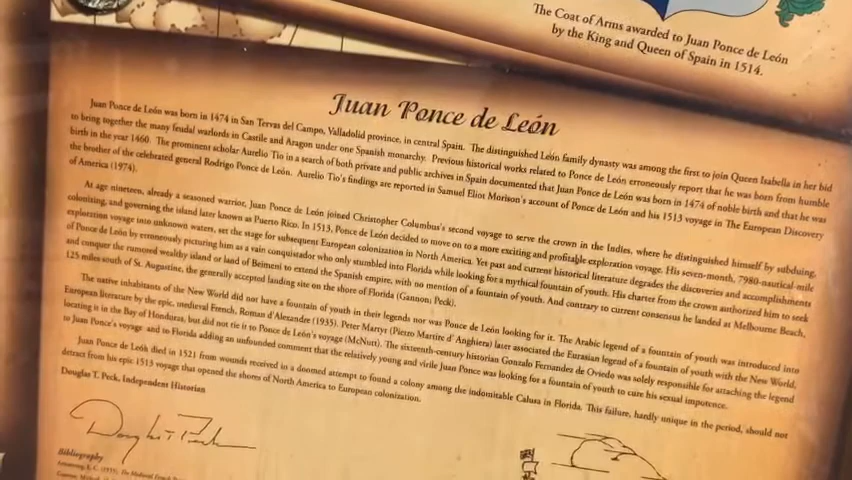 The Coat of Arms awarded to Juan Ponce de León
by the King and Queen of Spain in 1514.
Juan Ponce de León
Juan Ponce de León was born in 1474 in San Tervas del Campo, Valladolid province, in central Spain. The distinguished León family dynasty was among the first to join Queen Isabella in her bid
to being together the many feudal warlords in Castile and Aragon under one Spanish monarchy. Previous historical works related to Ponce de León erroneously report that he was born from humble
birth in the year 1460. The prominent scholar Aurelio Tio in a search of both private and public archives in Spain documented that Juan Ponce de León was born in 1474 of noble birth and that he was
the brother of the celebrated general Rodrigo Ponce de León. Aurelio Tio's findings are reported in Samuel Eliot Morison's account of Ponce de León and his 1513 voyage in The European Discovery
of America (1974).
At age nineteen, already a seasoned warrior, Juan Ponce de León joined Christopher Columbus's second voyage to serve the crown in the Indies, where he distinguished himself by subduing,
colonizing, and governing the island later known as Puerto Rico. In 1513, Ponce de León decided to move on to a more exciting and profitable exploration voyage. His seven-month, 7980-nautical-mile
exploration voyage into unknown waters, set the stage for subsequent European colonization in North America. Yet past and current historical literature degrades the discoveries and accomplishments
of Ponce de León by erroneously picturing him as a vain conquistador who only stumbled into Florida while looking for a mythical fountain of youth. His charter from the crown authorized him to seek
and conquer the rumored wealthy island or land of Beimeni to extend the Spanish empire, with no mention of a fountain of youth. And contrary to current consensus he landed at Melbourne Beach,
125 miles south of St. Augustine, the generally accepted landing site on the shore of Florida (Gannon; Peck).
The native inhabitants of the New World did not have a fountain of youth in their legends nor was Ponce de León looking for it. The Arabic legend of a fountain of youth was introduced into
European literature by the epic, medieval French, Roman d'Alexandre (1935). Peter Martyr (Pietro Martire d' Anghiera) later associated the Eurasian legend of a fountain of youth with the New World,
locating it in the Bay of Honduras, but did not tie it to Ponce de León's voyage (McNutt). The sixteenth-century historian Gonzalo Fernandes de Oviedo was solely responsible for attaching the legend
to Juan Ponce's voyage and to Florida adding an unfounded comment that the relatively young and virile Juan Ponce was looking for a fountain of youth to cure his sexual impotence.
Juan Ponce de León died in 1521 from wounds received in a doomed attempt to found a colony among the indomitable Calusa in Florida. This failure, hardly unique in the period, should not
detract from his epic 1513 voyage that opened the shores of North America to European colonization.
Douglas T. Peck, Independent Historian
Douglas T. Peck
Bibliography
Armstrong, E. C. (1935). The Medieval French